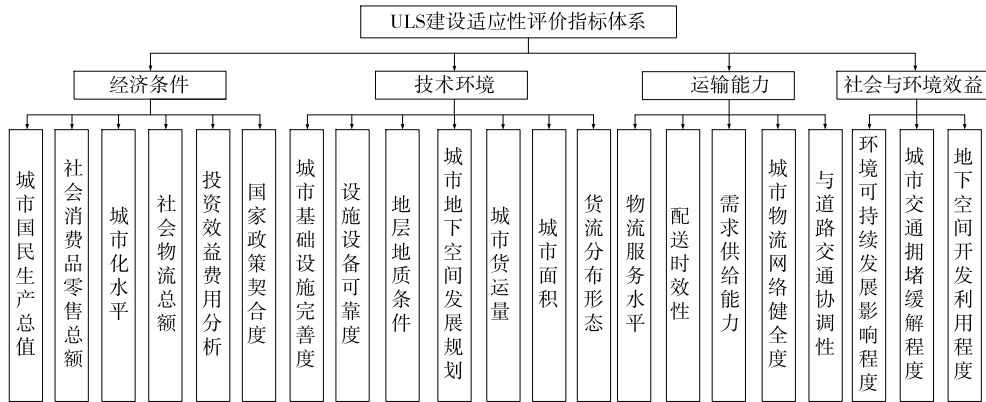 ULS建设适应性评价指标体系
经济条件
技术环境
运输能力
社会与环境效益
城市国民生产总值
社会消费品零售总额
城市化水平
社会物流总额
投资效益费用分析
国家政策契合度
城市基础设施完善度
设施设备可靠度
地层地质条件
城市地下空间发展规划
城市货运量
城市面积
货流分布形态
物流服务水平
配送时效性
需求供给能力
城市物流网络健全度
与道路交通协调性
环境可持续发展影响程度
城市交通拥堵缓解程度
地下空间开发利用程度